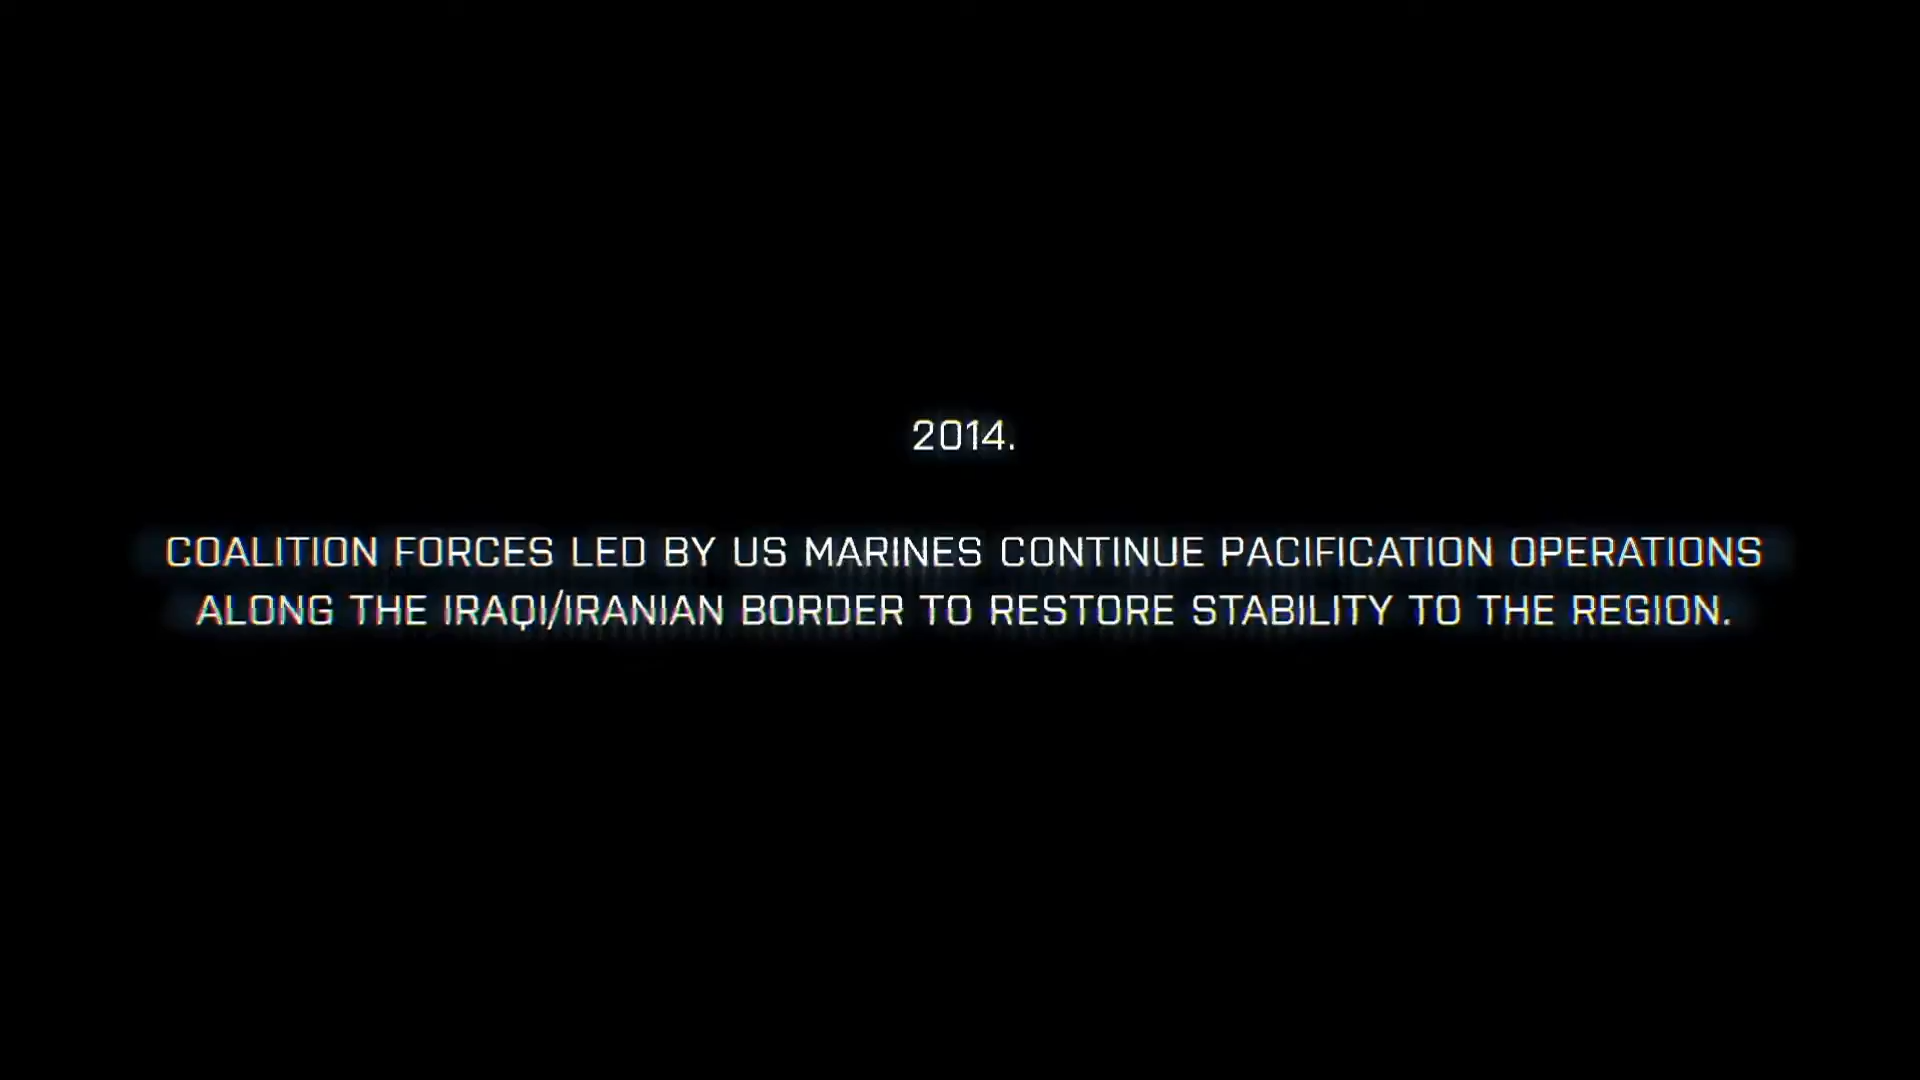 2014.
COALITION FORCES LED BY US MARINES CONTINUE PACIFICATION OPERATIONS
ALONG THE IRAQI/IRANIAN BORDER TO RESTORE STABILITY TO THE REGION.